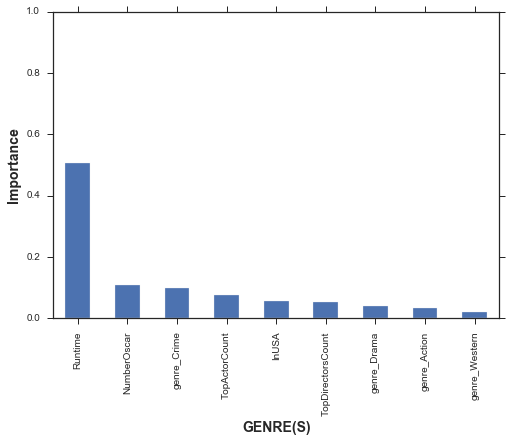 1.0
0.8
0.6
0.4
0.2
0.0
Importance
Runtime
NumberOscar
genre_Crime
TopActorCount
InUSA
TopDirectorsCount
genre_Drama
genre_Action
genre_Western
GENRE(S)